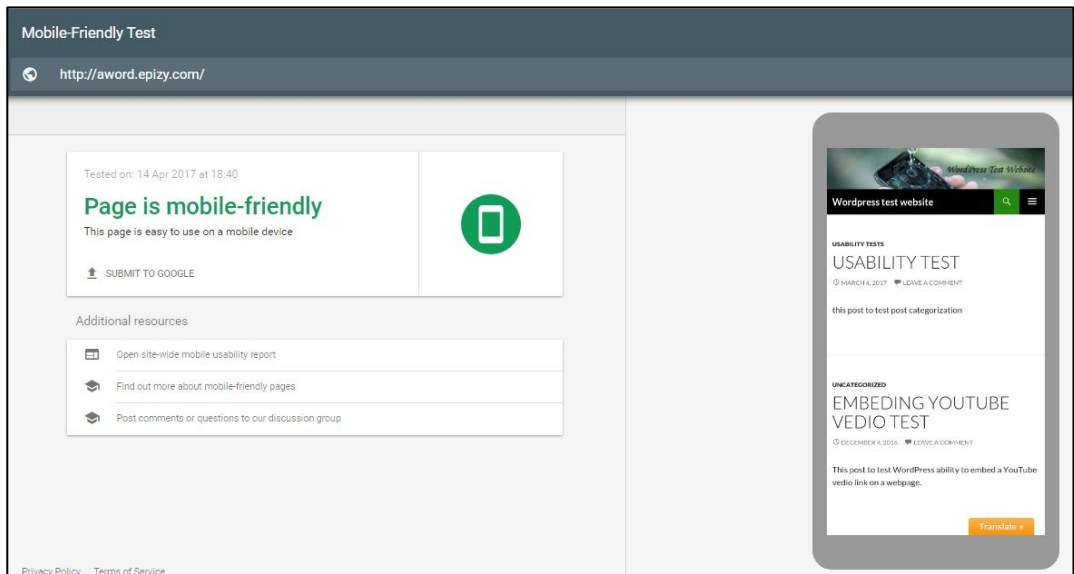 Mobile-Friendly Test
http://aword.epizy.com/
Tested on: 14 Apr 2017 at 18:40
Page is mobile-friendly
This page is easy to use on a mobile device
SUBMIT TO GOOGLE
Additional resources
Open site-wide mobile usability report
Find out more about mobile-friendly pages
Post comments or questions to our discussion group
Privacy Policy Terms of Service
WordPress Test Website
Wordpress test website
USABILITY TESTS
USABILITY TEST
MARCH 4, 2017 LEAVE A COMMENT
this post to test post categorization
UNCATEGORIZED
EMBEDING YOUTUBE
VEDIO TEST
DECEMBER 4, 2016 LEAVE A COMMENT
This post to test WordPress ability to embed a YouTube
vedio link on a webpage.
Translate »